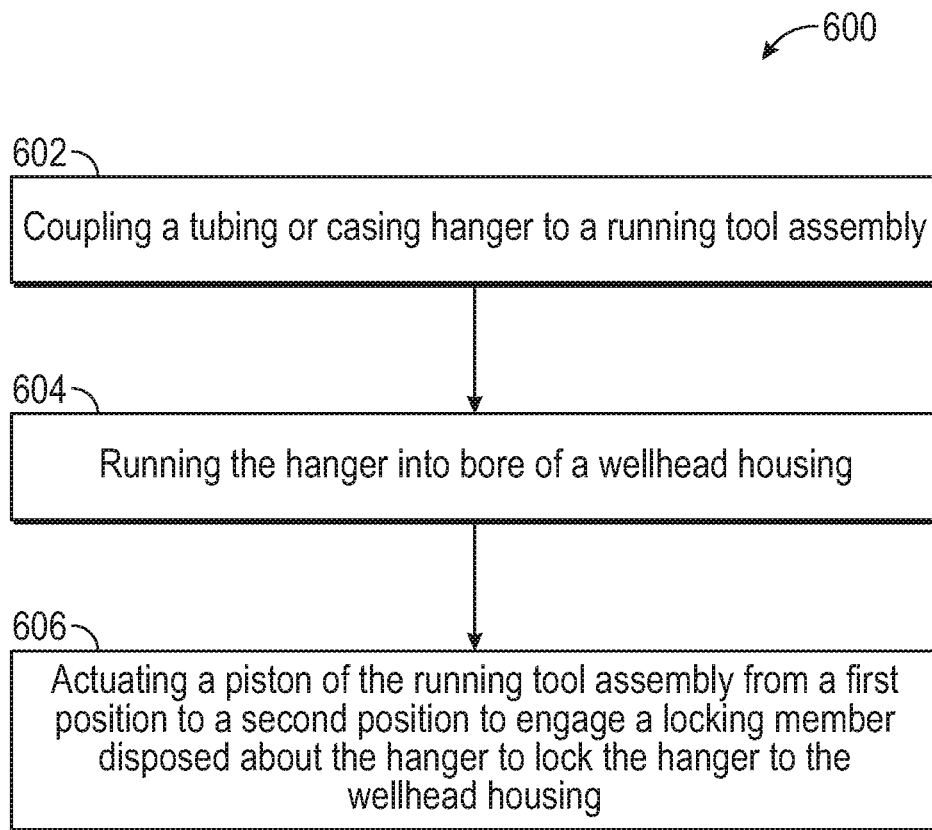 600
602
Coupling a tubing or casing hanger to a running tool assembly
604
Running the hanger into bore of a wellhead housing
606
Actuating a piston of the running tool assembly from a first
position to a second position to engage a locking member
disposed about the hanger to lock the hanger to the
wellhead housing